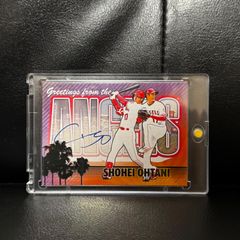 Greetings from the
ANGELS
SHOHEI OHTANI